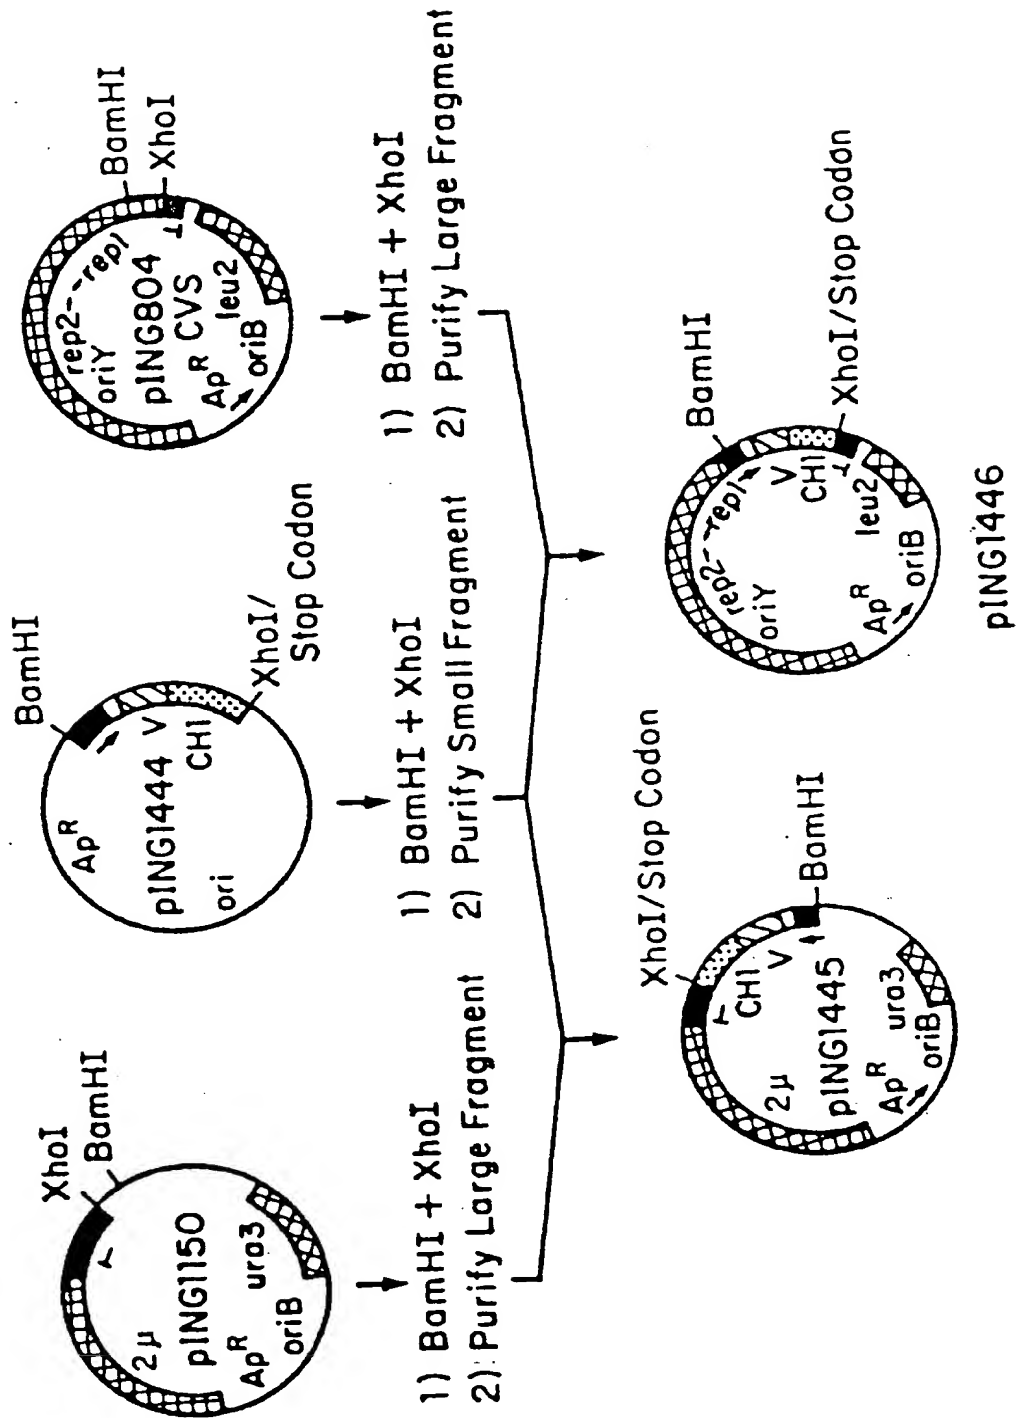 XhoI
BamHI
2μ
pING1150
ura3
Ap^R
oriB
1) BamHI + XhoI
2) Purify Large Fragment
BamHI
Ap^R
pING1444
V
CH1
ori
XhoI/
Stop Codon
1) BamHI + XhoI
2) Purify Small Fragment
rep2---rep1
oriY
BamHI
XhoI
pING804
CVS
Ap^R
leu2
oriB
1) BamHI + XhoI
2) Purify Large Fragment
XhoI/Stop Codon
CH1
2μ
V
BamHI
pING1445
Ap^R
ura3
oriB
BamHI
rep2---rep1
oriY
V
CH1
XhoI/Stop Codon
leu2
Ap^R
oriB
pING1446